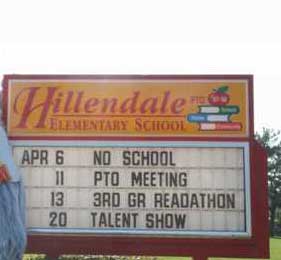 Hillendale
PTO
ELEMENTARY SCHOOL
APR 6 NO SCHOOL
11 PTO MEETING
13 3RD GR READATHON
20 TALENT SHOW